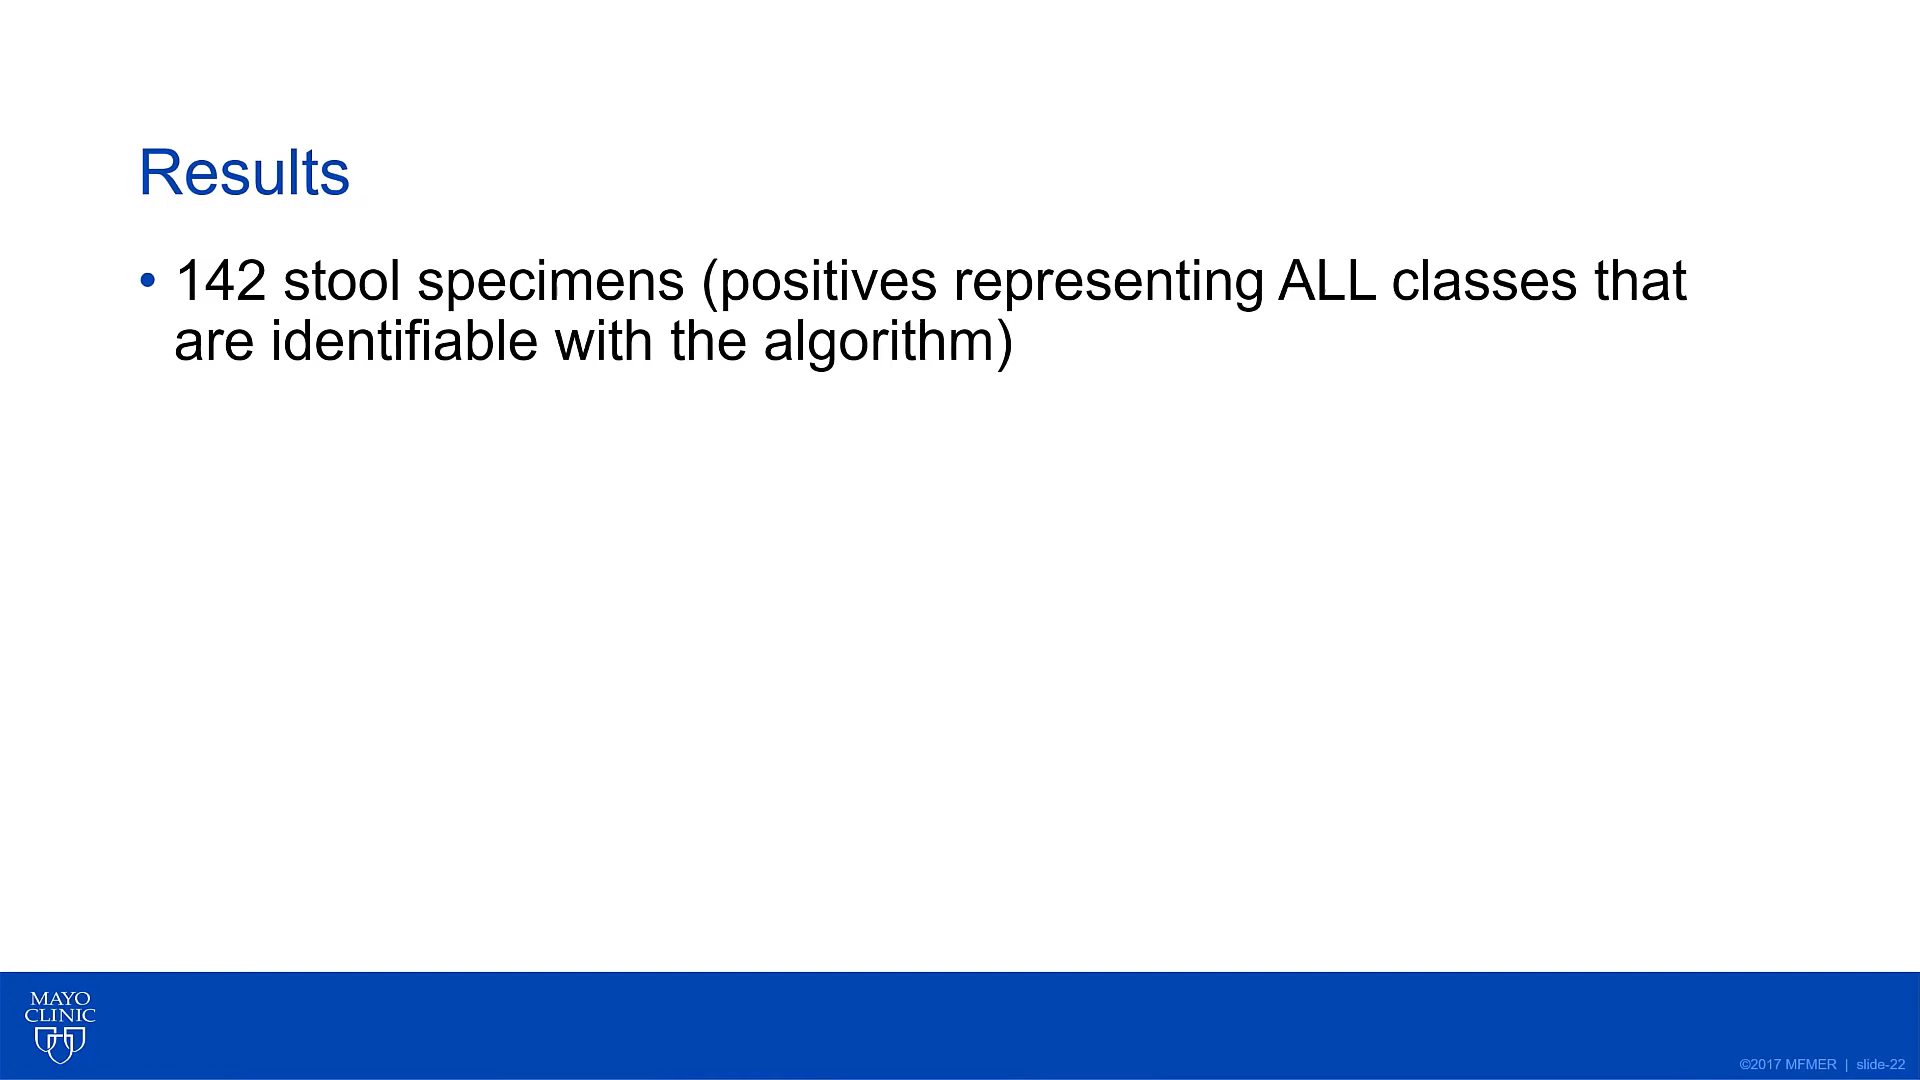 Results
• 142 stool specimens (positives representing ALL classes that
are identifiable with the algorithm)
MAYO
CLINIC
©2017 MFMER | slide-22